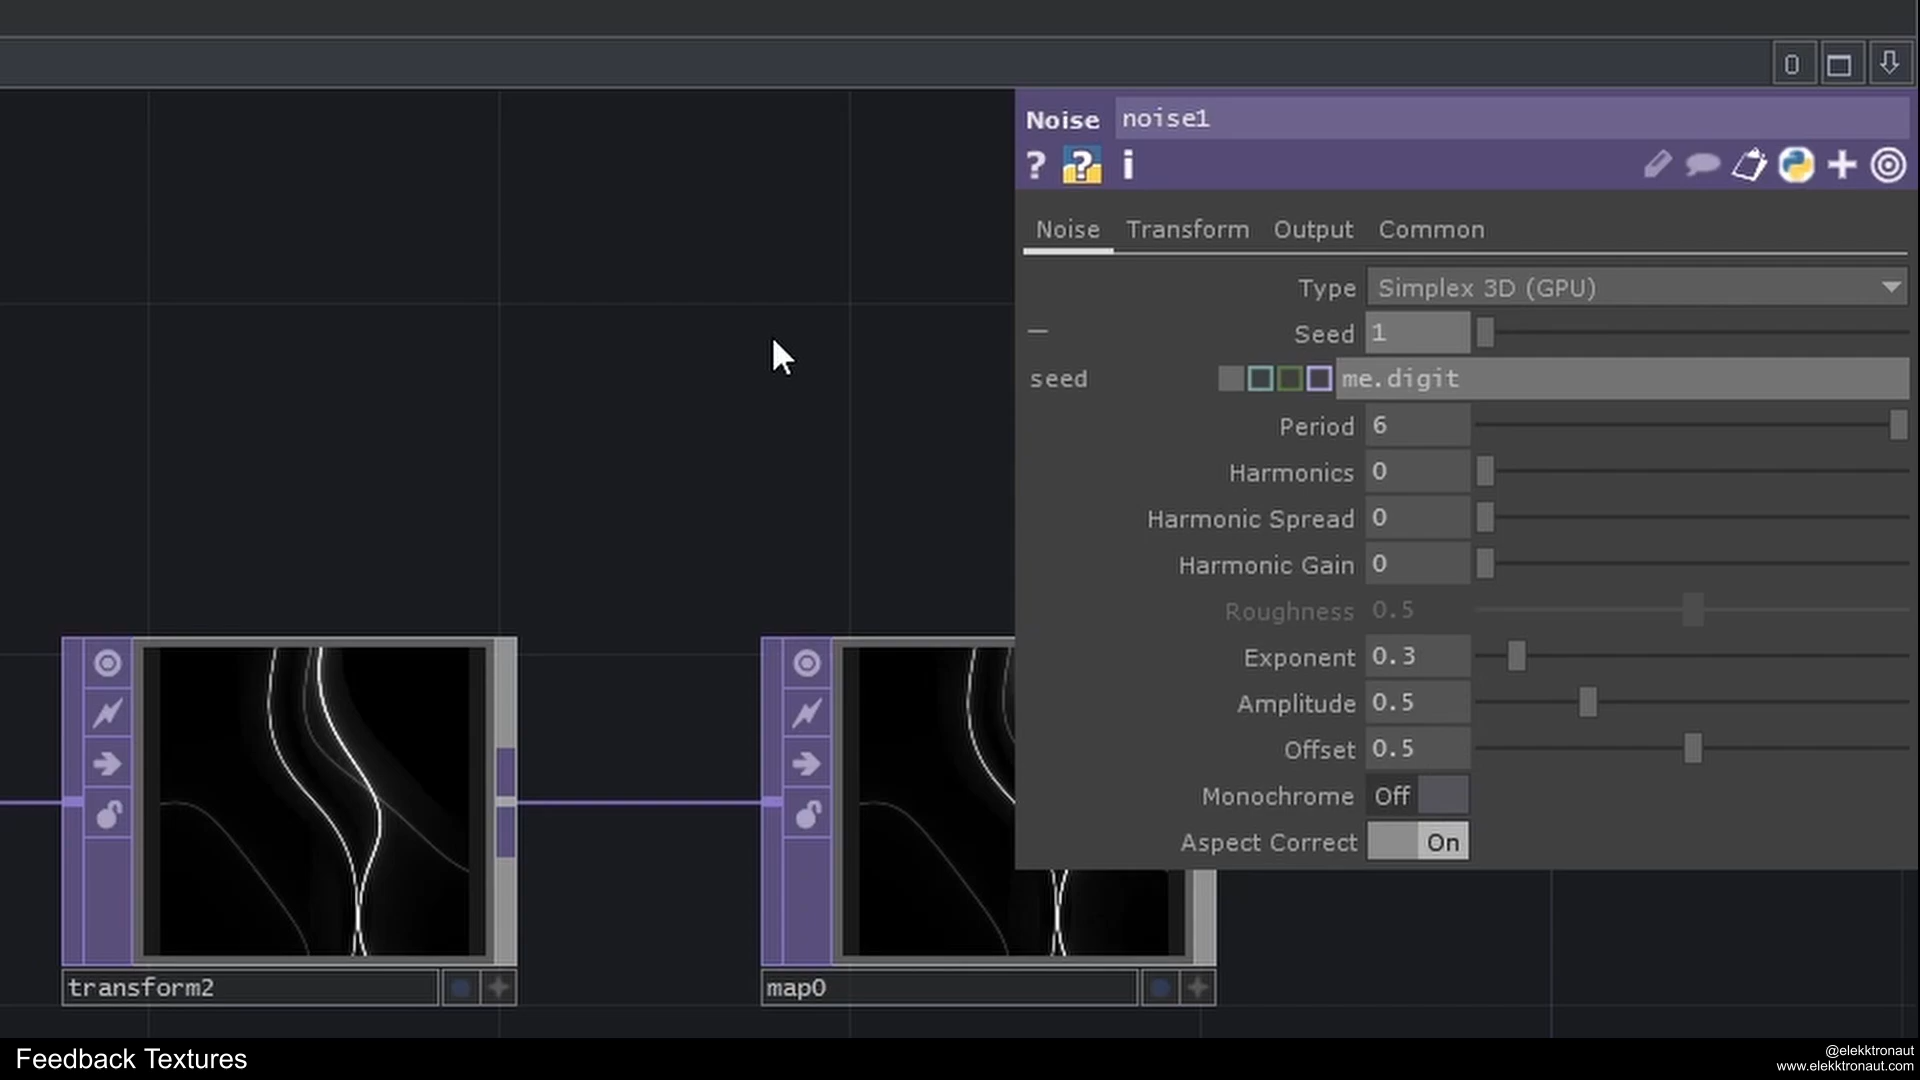 0
Noise noise1
? ? i
Noise Transform Output Common
Type Simplex 3D (GPU)
Seed 1
seed me.digit
Period 6
Harmonics 0
Harmonic Spread 0
Harmonic Gain 0
Roughness 0.5
Exponent 0.3
Amplitude 0.5
Offset 0.5
Monochrome Off
Aspect Correct On
transform2
map0
Feedback Textures
@elekktronaut
www.elekktronaut.com